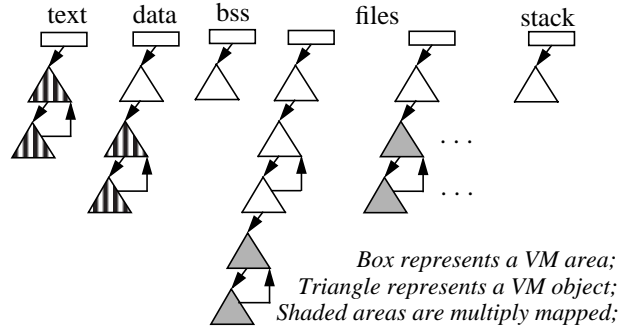 text data bss files stack
. . .
. . .
Box represents a VM area;
Triangle represents a VM object;
Shaded areas are multiply mapped;